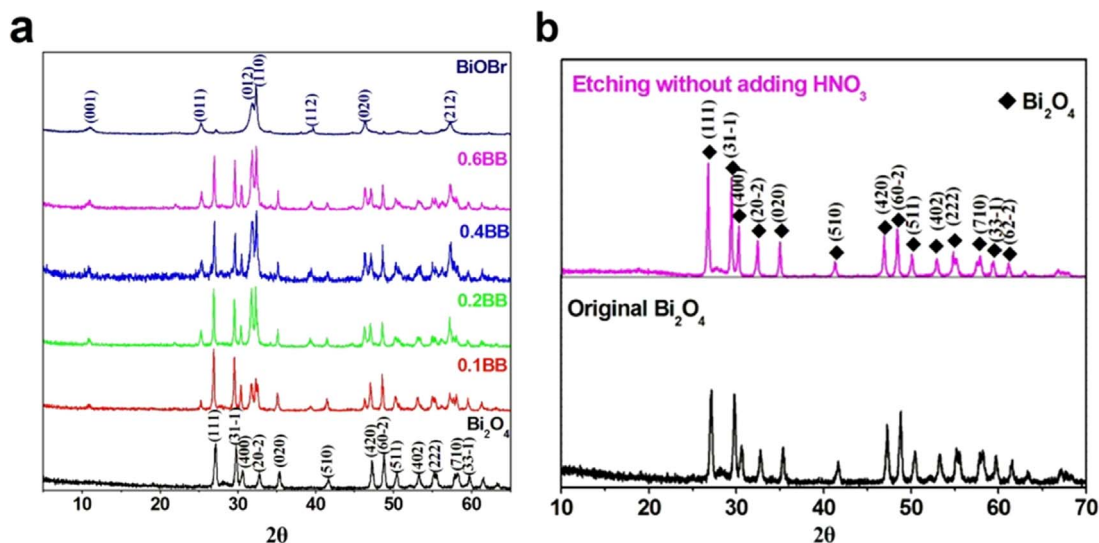 a
BiOBr
(001)
(011)
(012)
(110)
(112)
(020)
(212)
0.6BB
0.4BB
0.2BB
0.1BB
Bi₂O₄
(111)
(31-1)
(400)
(20-2)
(020)
(510)
(420)
(60-2)
(511)
(402)
(222)
(710)
(33-1)
10 20 30 40 50 60
2θ
b
Etching without adding HNO₃
◆ Bi₂O₄
(111)
(31-1)
(400)
(20-2)
(020)
(510)
(420)
(60-2)
(511)
(402)
(222)
(710)
(33-1)
(62-2)
Original Bi₂O₄
10 20 30 40 50 60 70
2θ